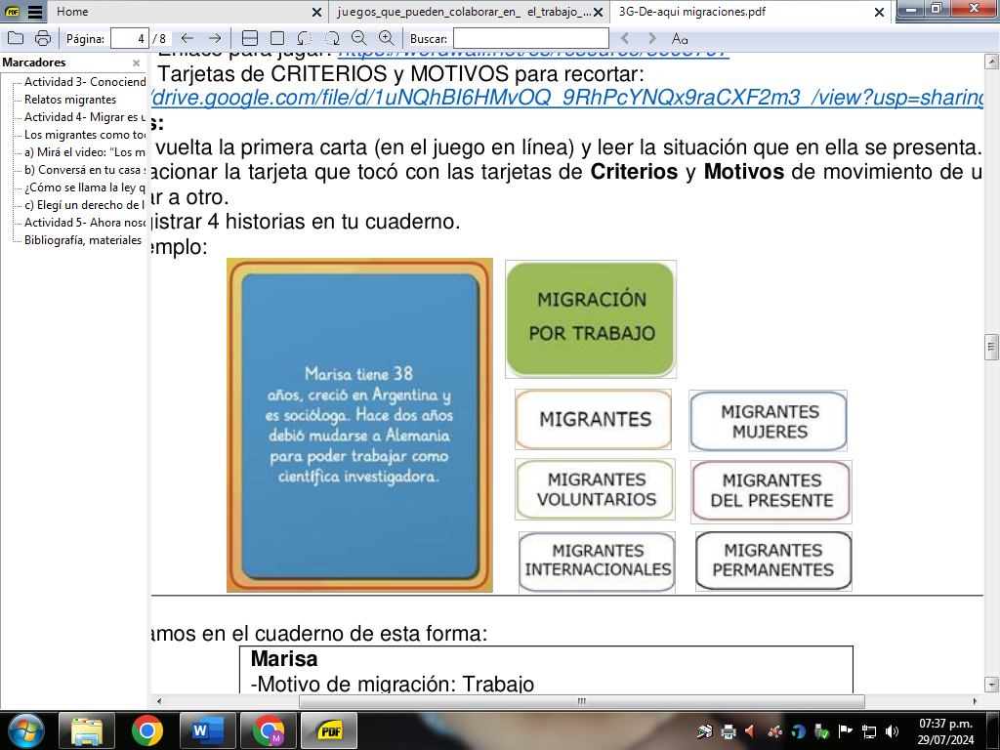 Home
juegos_que_pueden_colaborar_en_ el_trabajo_...
3G-De-aqui migraciones.pdf
Página: 4 / 8
Buscar:
Marcadores
Actividad 3- Conociend
Relatos migrantes
Actividad 4- Migrar es u
Los migrantes como to
a) Mirá el video: “Los m
b) Conversá en tu casa s
¿Cómo se llama la ley q
c) Elegí un derecho de l
Actividad 5- Ahora noso
Bibliografía, materiales
Tarjetas de CRITERIOS y MOTIVOS para recortar:
/drive.google.com/file/d/1uNQhBI6HMvOQ_9RhPcYNQx9raCXF2m3_/view?usp=sharing
s:
vuelta la primera carta (en el juego en línea) y leer la situación que en ella se presenta.
acionar la tarjeta que tocó con las tarjetas de Criterios y Motivos de movimiento de u
ar a otro.
gistrar 4 historias en tu cuaderno.
emplo:
Marisa tiene 38
años, creció en Argentina y
es socióloga. Hace dos años
debió mudarse a Alemania
para poder trabajar como
científica investigadora.
MIGRACIÓN
POR TRABAJO
MIGRANTES
MIGRANTES
MUJERES
MIGRANTES
VOLUNTARIOS
MIGRANTES
DEL PRESENTE
MIGRANTES
INTERNACIONALES
MIGRANTES
PERMANENTES
amos en el cuaderno de esta forma:
Marisa
-Motivo de migración: Trabajo
07:37 p.m.
29/07/2024